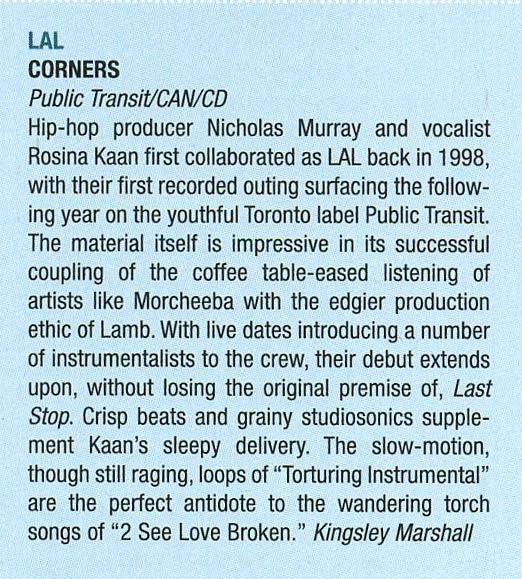 LAL
CORNERS
Public Transit/CAN/CD
Hip-hop producer Nicholas Murray and vocalist
Rosina Kaan first collaborated as LAL back in 1998,
with their first recorded outing surfacing the follow-
ing year on the youthful Toronto label Public Transit.
The material itself is impressive in its successful
coupling of the coffee table-eased listening of
artists like Morcheeba with the edgier production
ethic of Lamb. With live dates introducing a number
of instrumentalists to the crew, their debut extends
upon, without losing the original premise of, Last
Stop. Crisp beats and grainy studiosonics supple-
ment Kaan's sleepy delivery. The slow-motion,
though still raging, loops of “Torturing Instrumental”
are the perfect antidote to the wandering torch
songs of “2 See Love Broken.” Kingsley Marshall